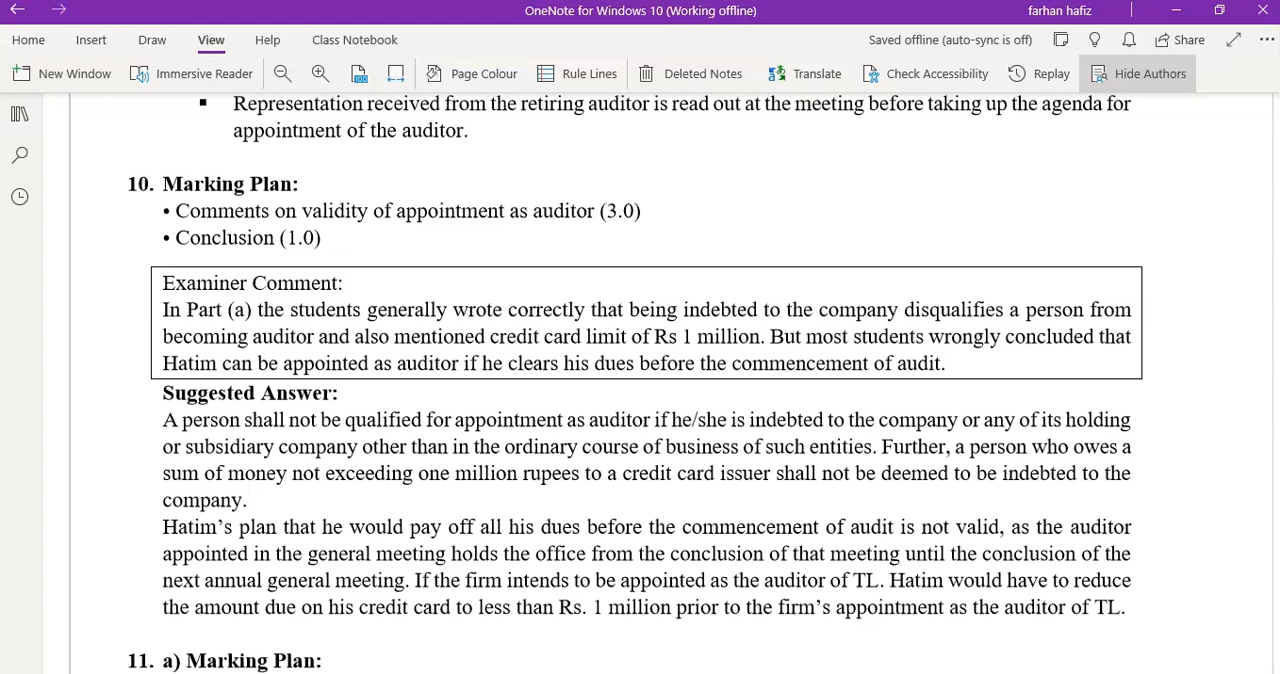 OneNote for Windows 10 (Working offline)
farhan hafiz
Home
Insert
Draw
View
Help
Class Notebook
Saved offline (auto-sync is off)
Share
New Window
Immersive Reader
100
Page Colour
Rule Lines
Deleted Notes
Translate
Check Accessibility
Replay
Hide Authors
▪ Representation received from the retiring auditor is read out at the meeting before taking up the agenda for
appointment of the auditor.
10. Marking Plan:
• Comments on validity of appointment as auditor (3.0)
• Conclusion (1.0)
Examiner Comment:
In Part (a) the students generally wrote correctly that being indebted to the company disqualifies a person from
becoming auditor and also mentioned credit card limit of Rs 1 million. But most students wrongly concluded that
Hatim can be appointed as auditor if he clears his dues before the commencement of audit.
Suggested Answer:
A person shall not be qualified for appointment as auditor if he/she is indebted to the company or any of its holding
or subsidiary company other than in the ordinary course of business of such entities. Further, a person who owes a
sum of money not exceeding one million rupees to a credit card issuer shall not be deemed to be indebted to the
company.
Hatim’s plan that he would pay off all his dues before the commencement of audit is not valid, as the auditor
appointed in the general meeting holds the office from the conclusion of that meeting until the conclusion of the
next annual general meeting. If the firm intends to be appointed as the auditor of TL. Hatim would have to reduce
the amount due on his credit card to less than Rs. 1 million prior to the firm’s appointment as the auditor of TL.
11. a) Marking Plan: